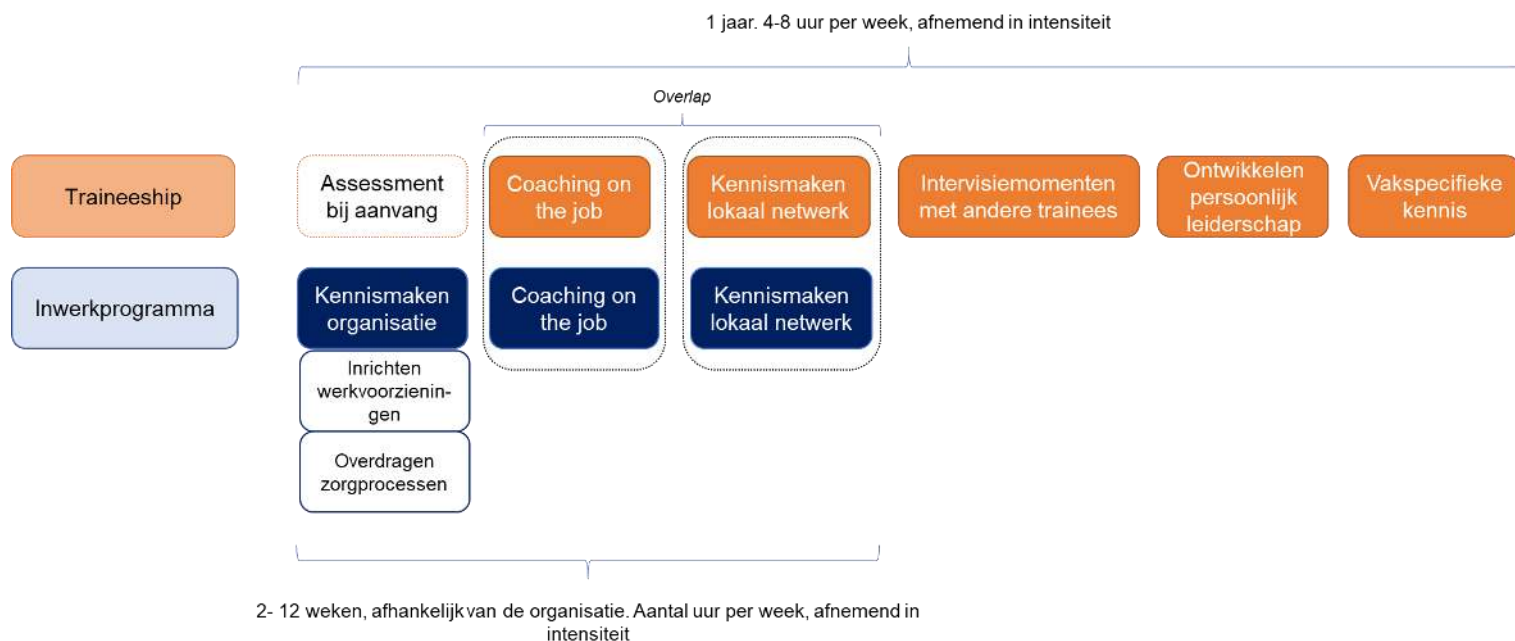 1 jaar. 4-8 uur per week, afnemend in intensiteit
Overlap
Traineeship
Assessment
bij aanvang
Coaching on
the job
Kennismaken
lokaal netwerk
Intervisiemomenten
met andere trainees
Ontwikkelen
persoonlijk
leiderschap
Vakspecifieke
kennis
Inwerkprogramma
Kennismaken
organisatie
Coaching on
the job
Kennismaken
lokaal netwerk
Inrichten
werkvoorzienin-
gen
Overdragen
zorgprocessen
2- 12 weken, afhankelijk van de organisatie. Aantal uur per week, afnemend in
intensiteit